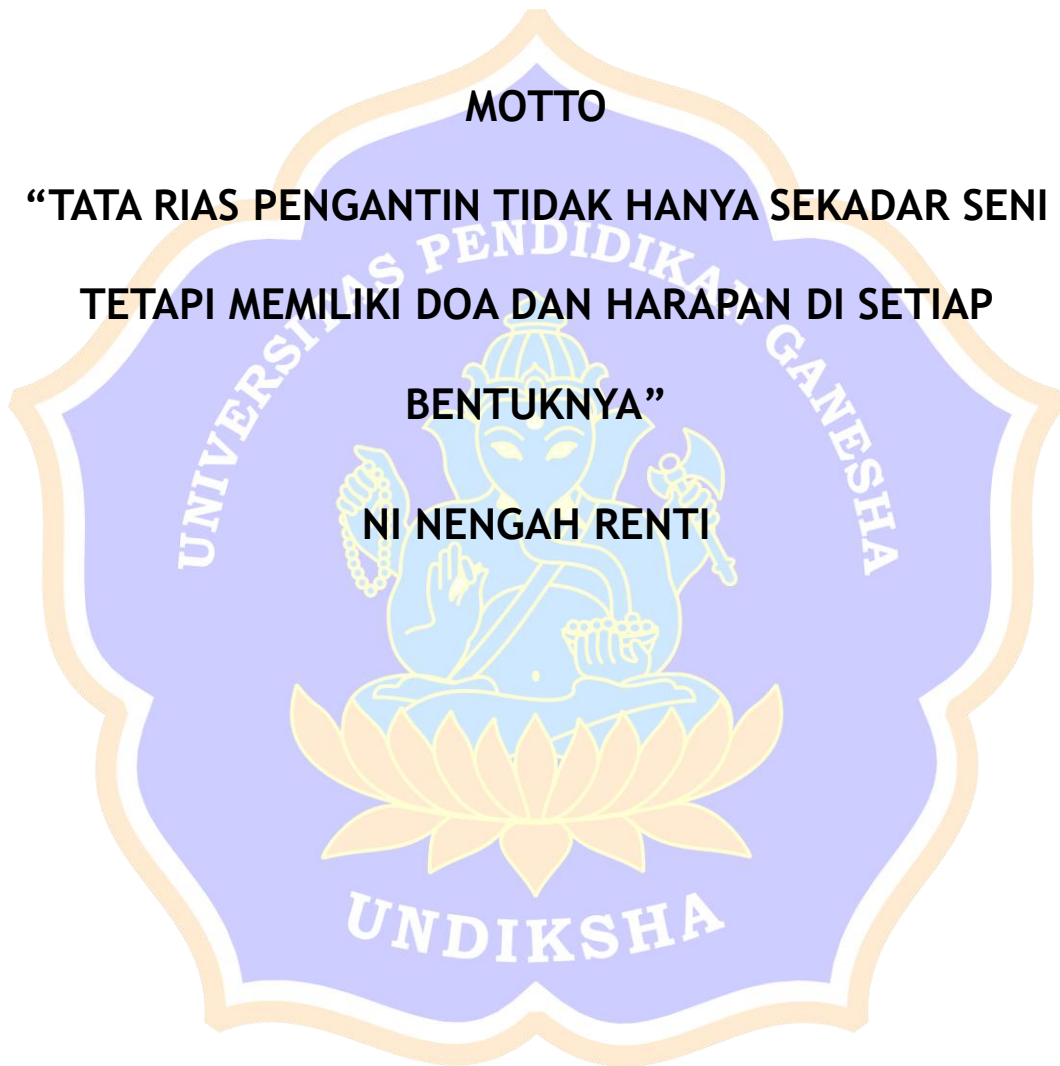 MOTTO
“TATA RIAS PENGANTIN TIDAK HANYA SEKADAR SENI
TETAPI MEMILIKI DOA DAN HARAPAN DI SETIAP
BENTUKNYA”
NI NENGAH RENTI
UNIVERSITAS PENDIDIKAN GANESHA
UNDIKSHA